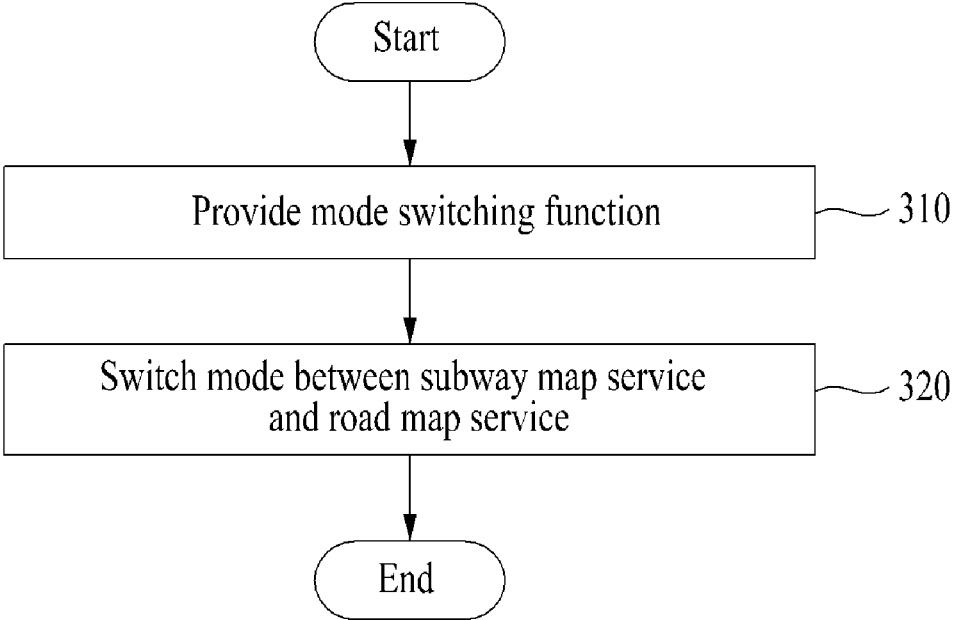 Start
Provide mode switching function
310
Switch mode between subway map service
and road map service
320
End